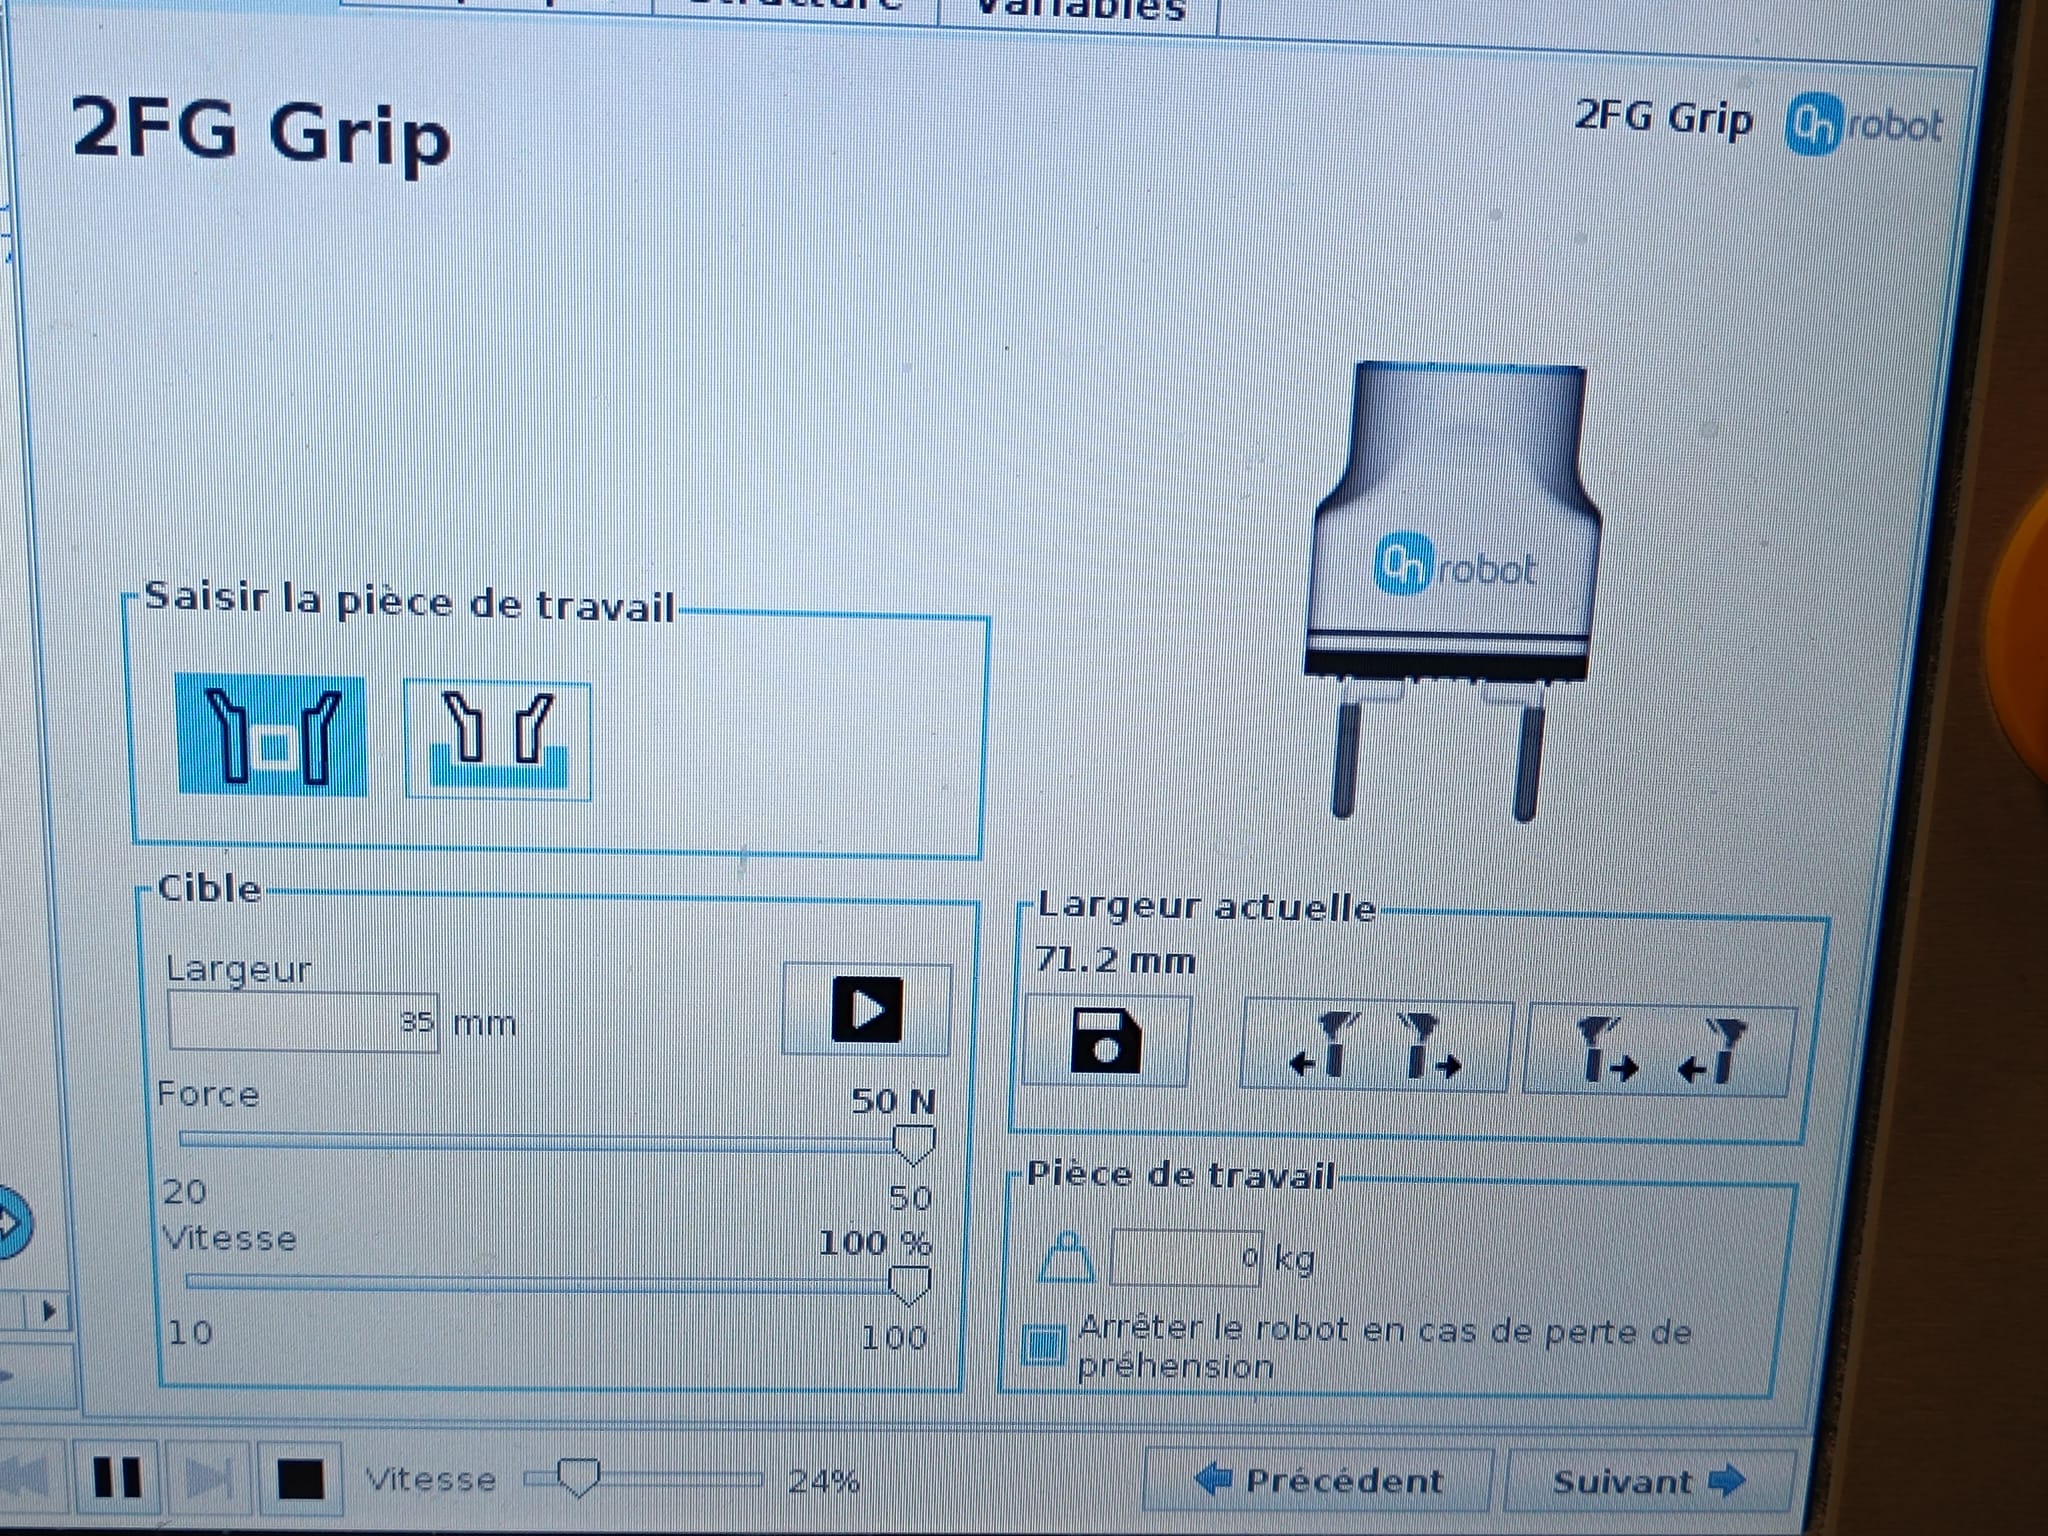 Variables
2FG Grip
2FG Grip
On robot
On robot
Saisir la pièce de travail
Cible
Largeur
35 mm
Force
50 N
20
50
Vitesse
100 %
10
100
Largeur actuelle
71.2 mm
Pièce de travail
0 kg
Arrêter le robot en cas de perte de
préhension
Vitesse
24%
Précédent
Suivant